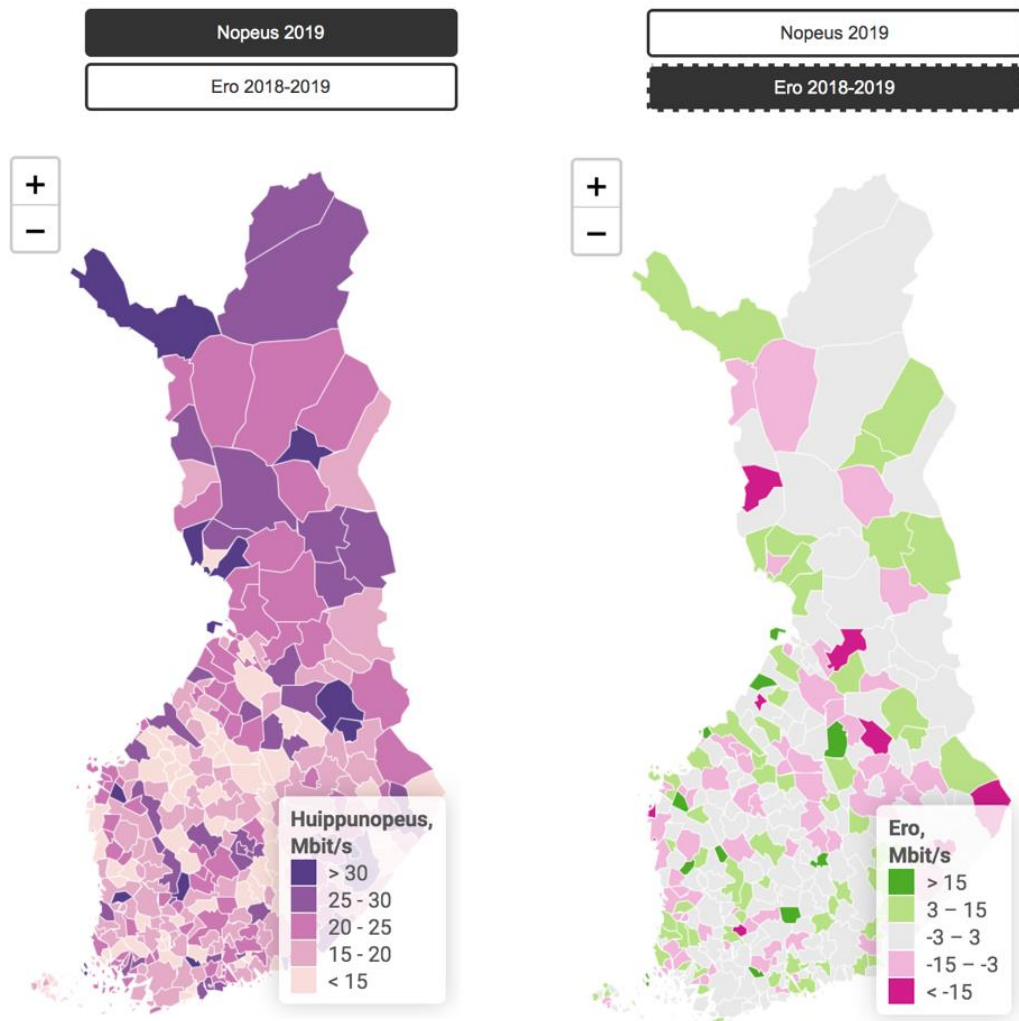 Nopeus 2019
Ero 2018-2019
+
−
Huippunopeus,
Mbit/s
> 30
25 - 30
20 - 25
15 - 20
< 15
Nopeus 2019
Ero 2018-2019
+
−
Ero,
Mbit/s
> 15
3 – 15
-3 – 3
-15 – -3
< -15